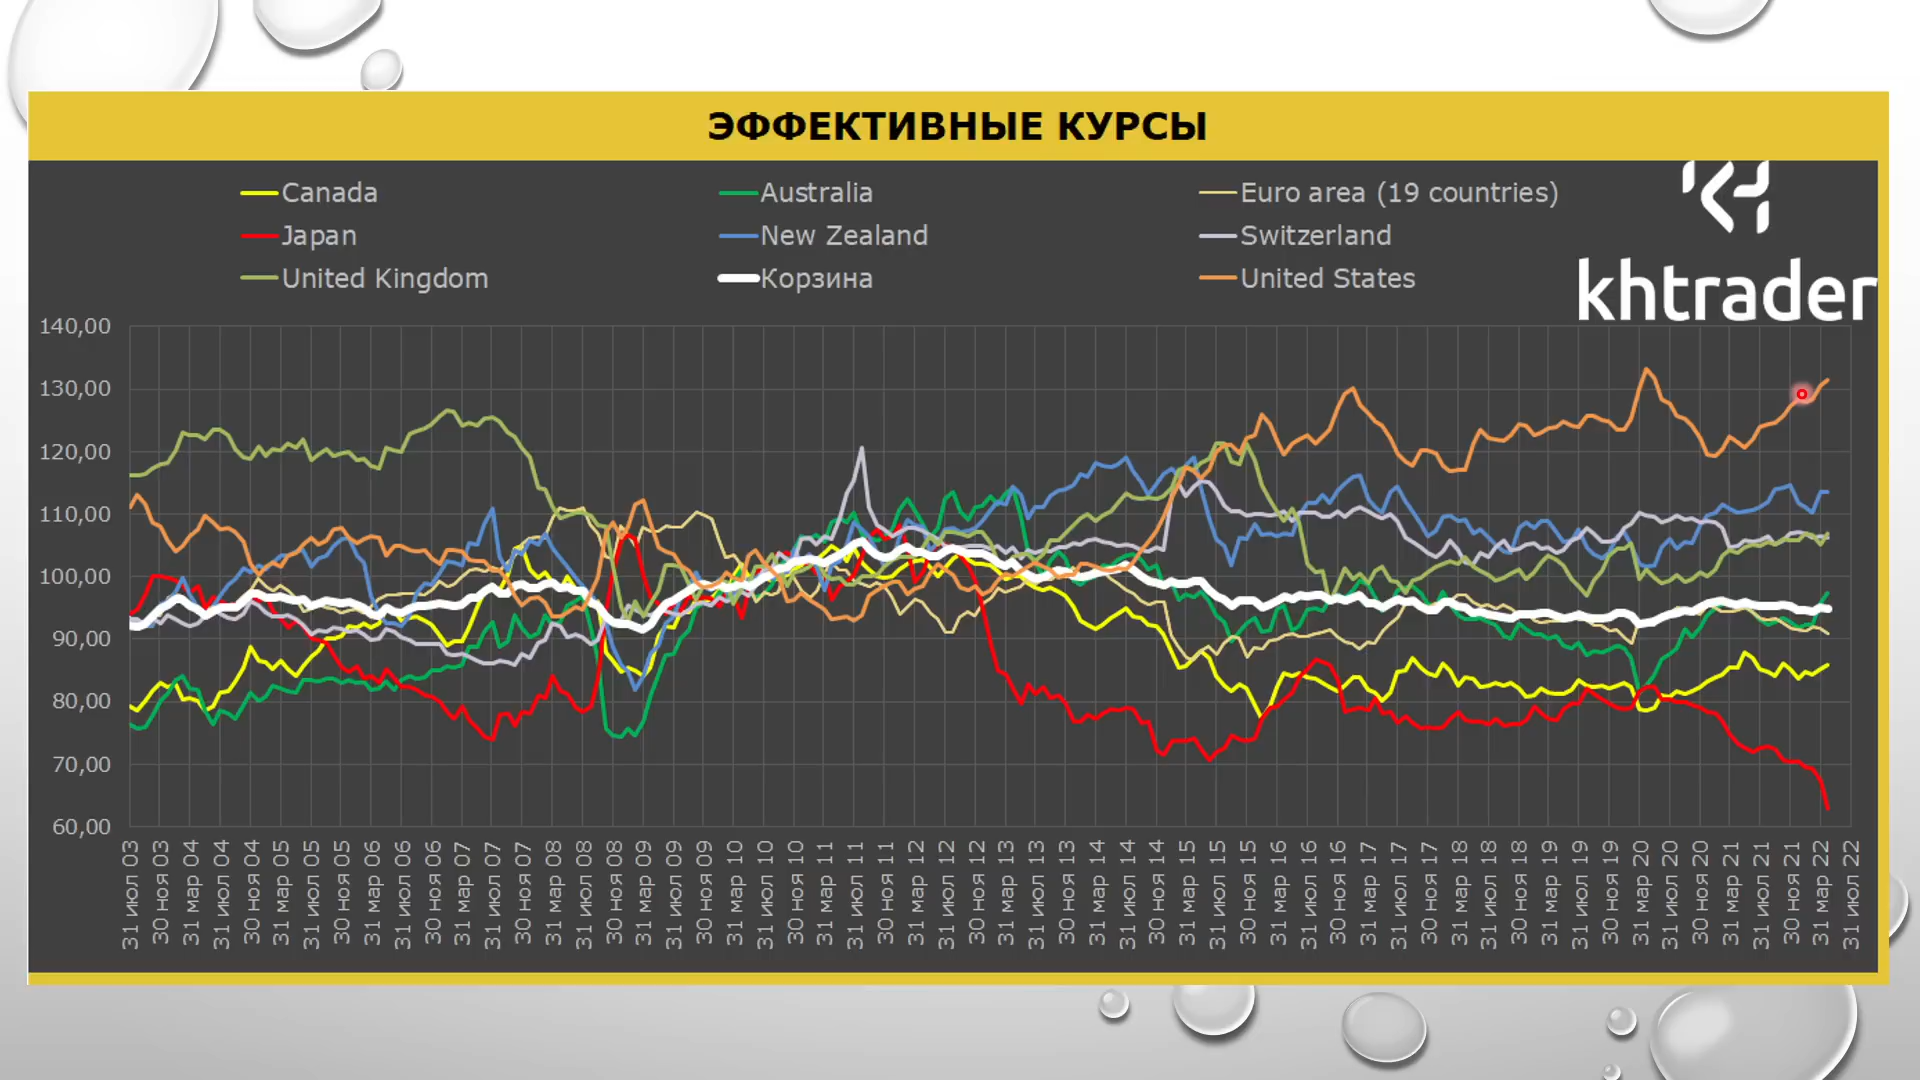 ЭФФЕКТИВНЫЕ КУРСЫ
Canada Australia Euro area (19 countries)
Japan New Zealand Switzerland
United Kingdom Корзина United States
khtrader
140,00
130,00
120,00
110,00
100,00
90,00
80,00
70,00
60,00
31 июл 03
30 ноя 03
31 мар 04
31 июл 04
30 ноя 04
31 мар 05
31 июл 05
30 ноя 05
31 мар 06
31 июл 06
30 ноя 06
31 мар 07
31 июл 07
30 ноя 07
31 мар 08
31 июл 08
30 ноя 08
31 мар 09
31 июл 09
30 ноя 09
31 мар 10
31 июл 10
30 ноя 10
31 мар 11
31 июл 11
30 ноя 11
31 мар 12
31 июл 12
30 ноя 12
31 мар 13
31 июл 13
30 ноя 13
31 мар 14
31 июл 14
30 ноя 14
31 мар 15
31 июл 15
30 ноя 15
31 мар 16
31 июл 16
30 ноя 16
31 мар 17
31 июл 17
30 ноя 17
31 мар 18
31 июл 18
30 ноя 18
31 мар 19
31 июл 19
30 ноя 19
31 мар 20
31 июл 20
30 ноя 20
31 мар 21
31 июл 21
30 ноя 21
31 мар 22
31 июл 22